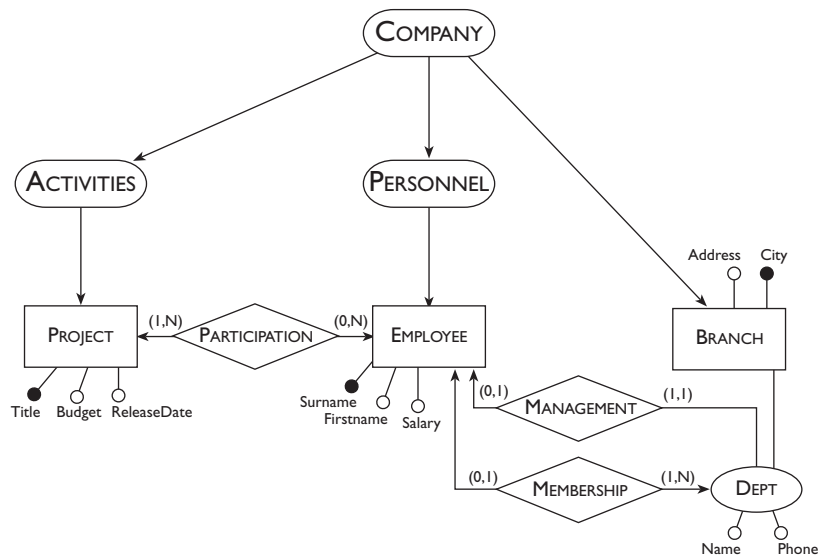 COMPANY
ACTIVITIES
PERSONNEL
Address
City
(1,N)
(0,N)
PROJECT
PARTICIPATION
EMPLOYEE
BRANCH
Title
Budget
ReleaseDate
Surname
Firstname
Salary
(0,1)
MANAGEMENT
(1,1)
(0,1)
MEMBERSHIP
(1,N)
DEPT
Name
Phone